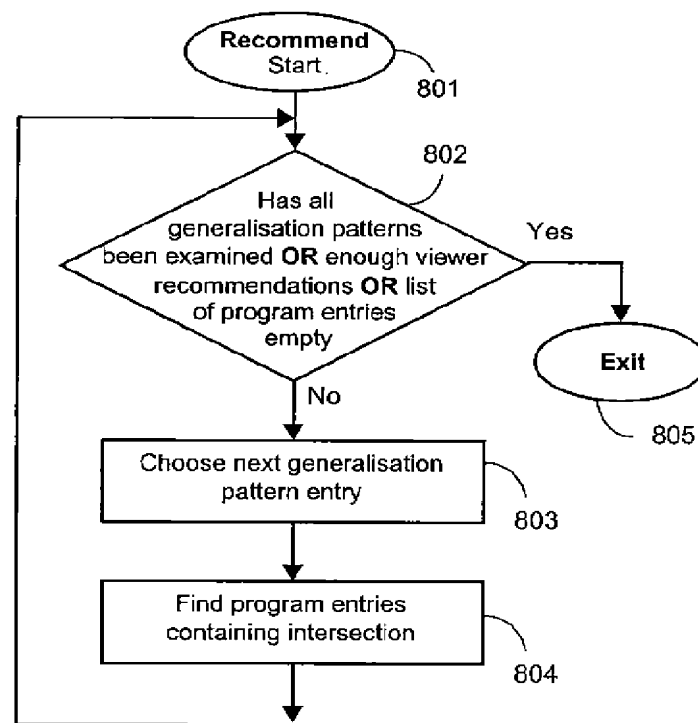 Recommend
Start.
801
802
Has all
generalisation patterns
been examined OR enough viewer
recommendations OR list
of program entries
empty
Yes
Exit
805
No
Choose next generalisation
pattern entry
803
Find program entries
containing intersection
804